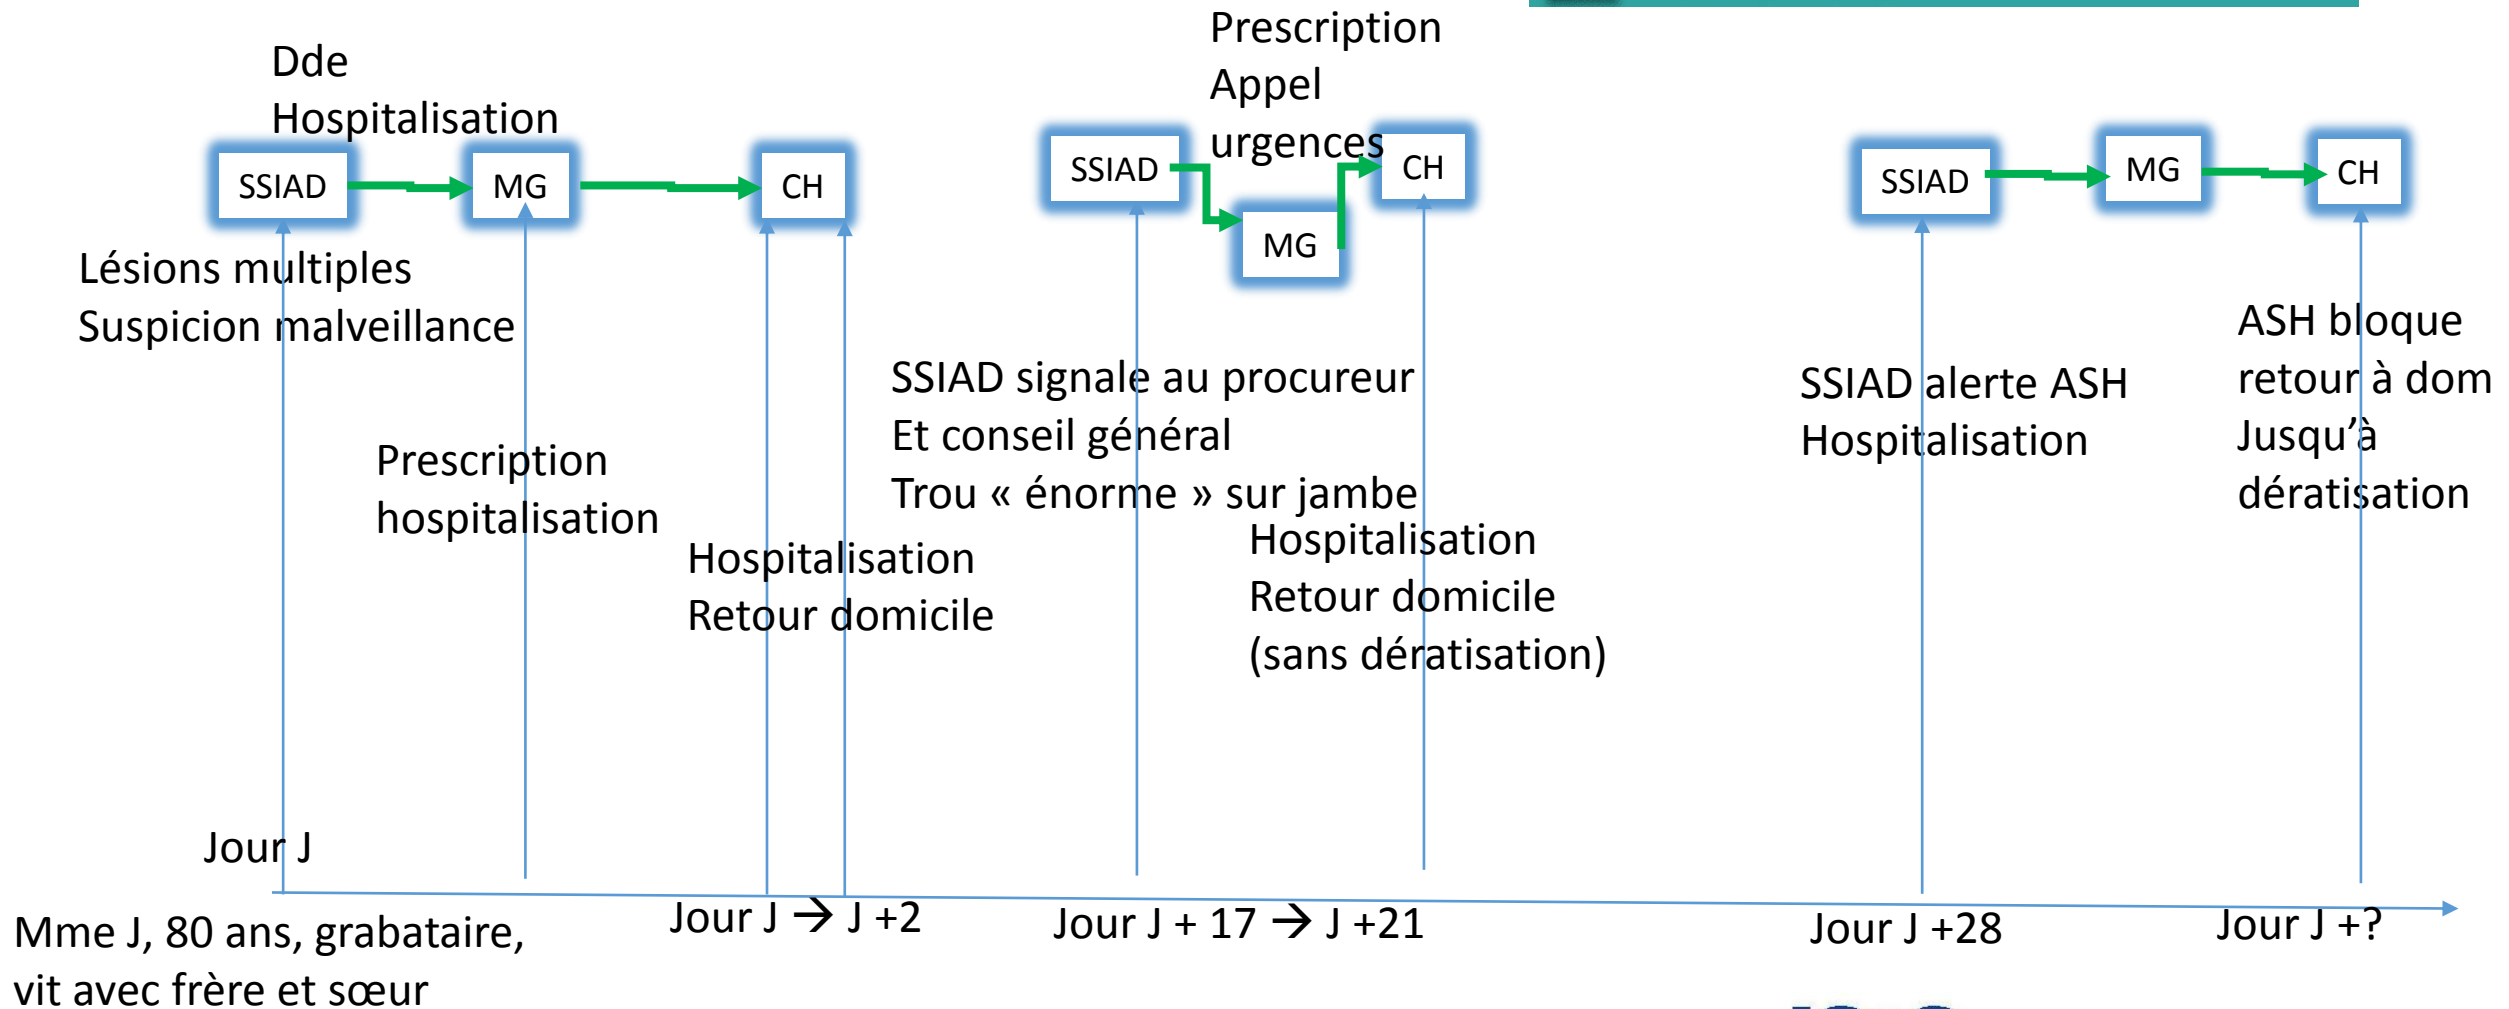 Dde
Hospitalisation
SSIAD
MG
CH
Lésions multiples
Suspicion malveillance
Prescription
hospitalisation
Hospitalisation
Retour domicile
Prescription
Appel
urgences
SSIAD
MG
CH
SSIAD signale au procureur
Et conseil général
Trou « énorme » sur jambe
Hospitalisation
Retour domicile
(sans dératisation)
SSIAD
MG
CH
SSIAD alerte ASH
Hospitalisation
ASH bloque
retour à dom
Jusqu’à
dératisation
Jour J
Jour J → J +2
Jour J + 17 → J +21
Jour J +28
Jour J +?
Mme J, 80 ans, grabataire,
vit avec frère et sœur